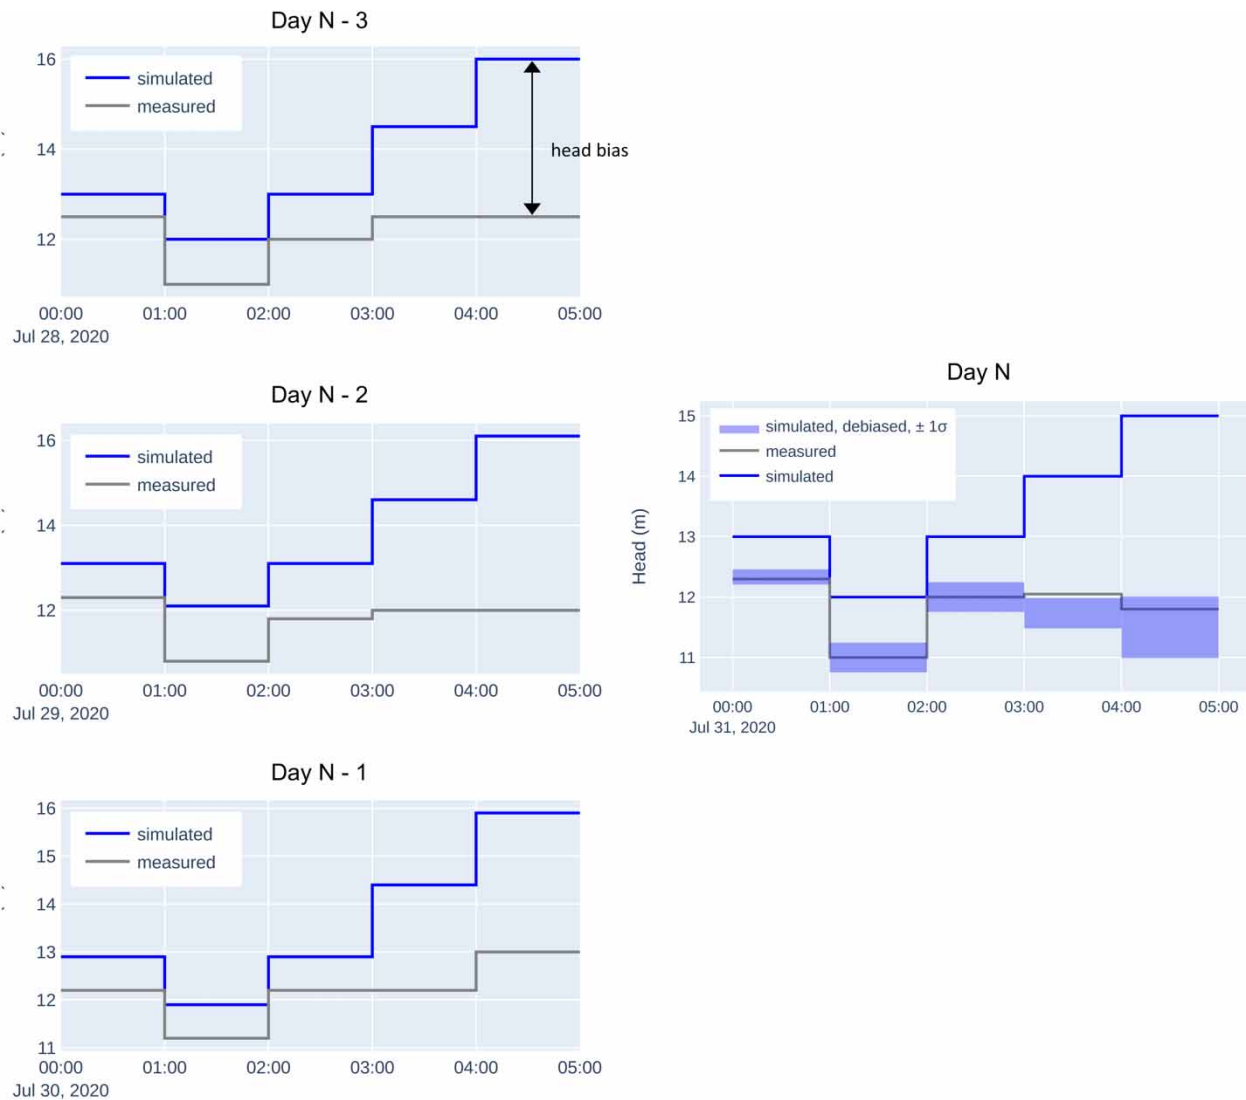 Day N - 3
16
simulated
measured
14
head bias
12
00:00 01:00 02:00 03:00 04:00 05:00
Jul 28, 2020
Day N - 2
16
simulated
measured
14
12
00:00 01:00 02:00 03:00 04:00 05:00
Jul 29, 2020
Day N - 1
16
simulated
15
measured
14
13
12
11
00:00 01:00 02:00 03:00 04:00 05:00
Jul 30, 2020
Day N
15
simulated, debiased, ± 1σ
measured
simulated
14
13
Head (m)
12
11
00:00 01:00 02:00 03:00 04:00 05:00
Jul 31, 2020